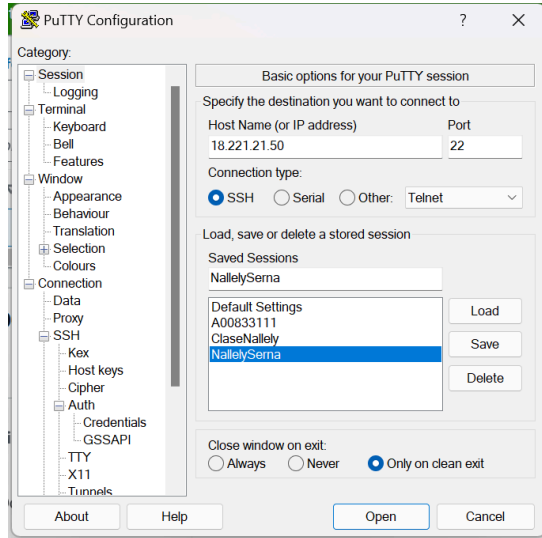 PuTTY Configuration
?
X
Category:
Session
Logging
Terminal
Keyboard
Bell
Features
Window
Appearance
Behaviour
Translation
Selection
Colours
Connection
Data
Proxy
SSH
Kex
Host keys
Cipher
Auth
Credentials
GSSAPI
TTY
X11
Tunnels
Basic options for your PuTTY session
Specify the destination you want to connect to
Host Name (or IP address) Port
18.221.21.50 22
Connection type:
SSH Serial Other: Telnet
Load, save or delete a stored session
Saved Sessions
NallelySerna
Default Settings
A00833111
ClaseNallely
NallelySerna
Load
Save
Delete
Close window on exit:
Always Never Only on clean exit
About Help Open Cancel